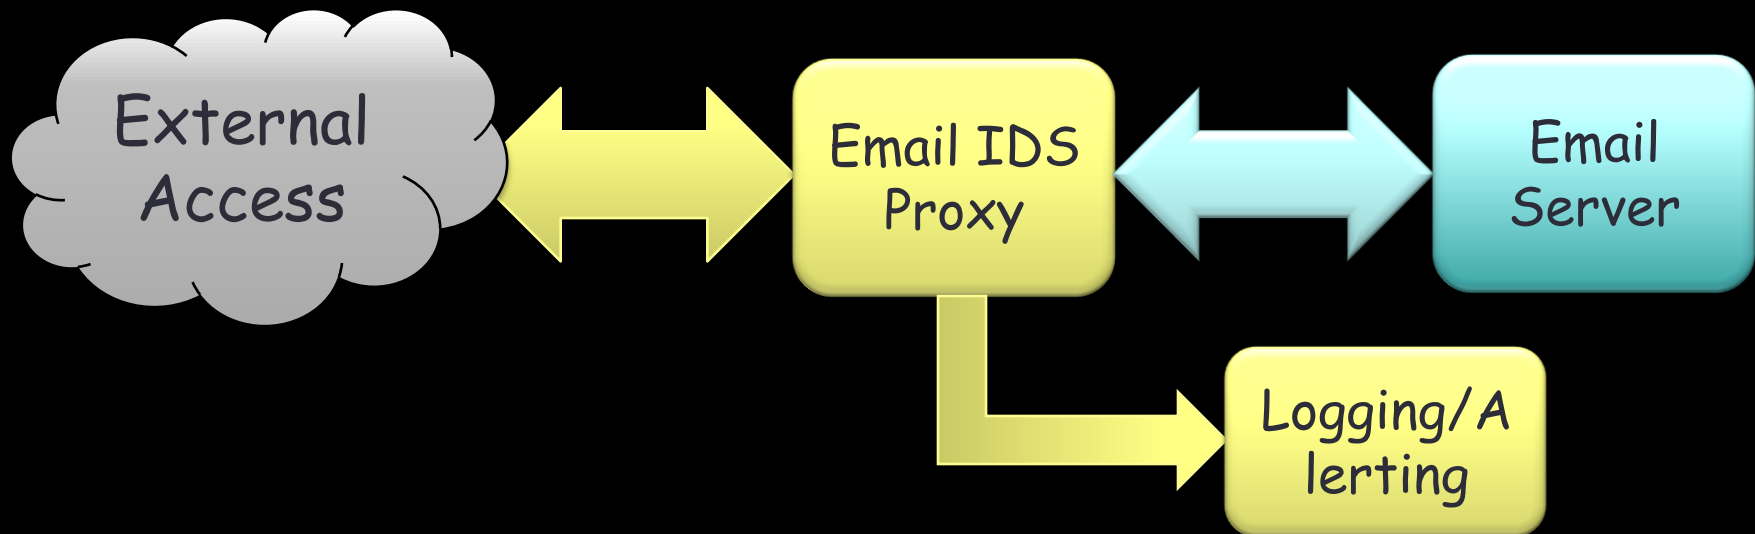 External
Access
Email IDS
Proxy
Email
Server
Logging/A
lerting